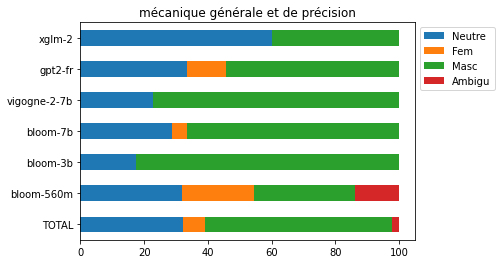 mécanique générale et de précision
xglm-2
gpt2-fr
vigogne-2-7b
bloom-7b
bloom-3b
bloom-560m
TOTAL
0 20 40 60 80 100
Neutre
Fem
Masc
Ambigu